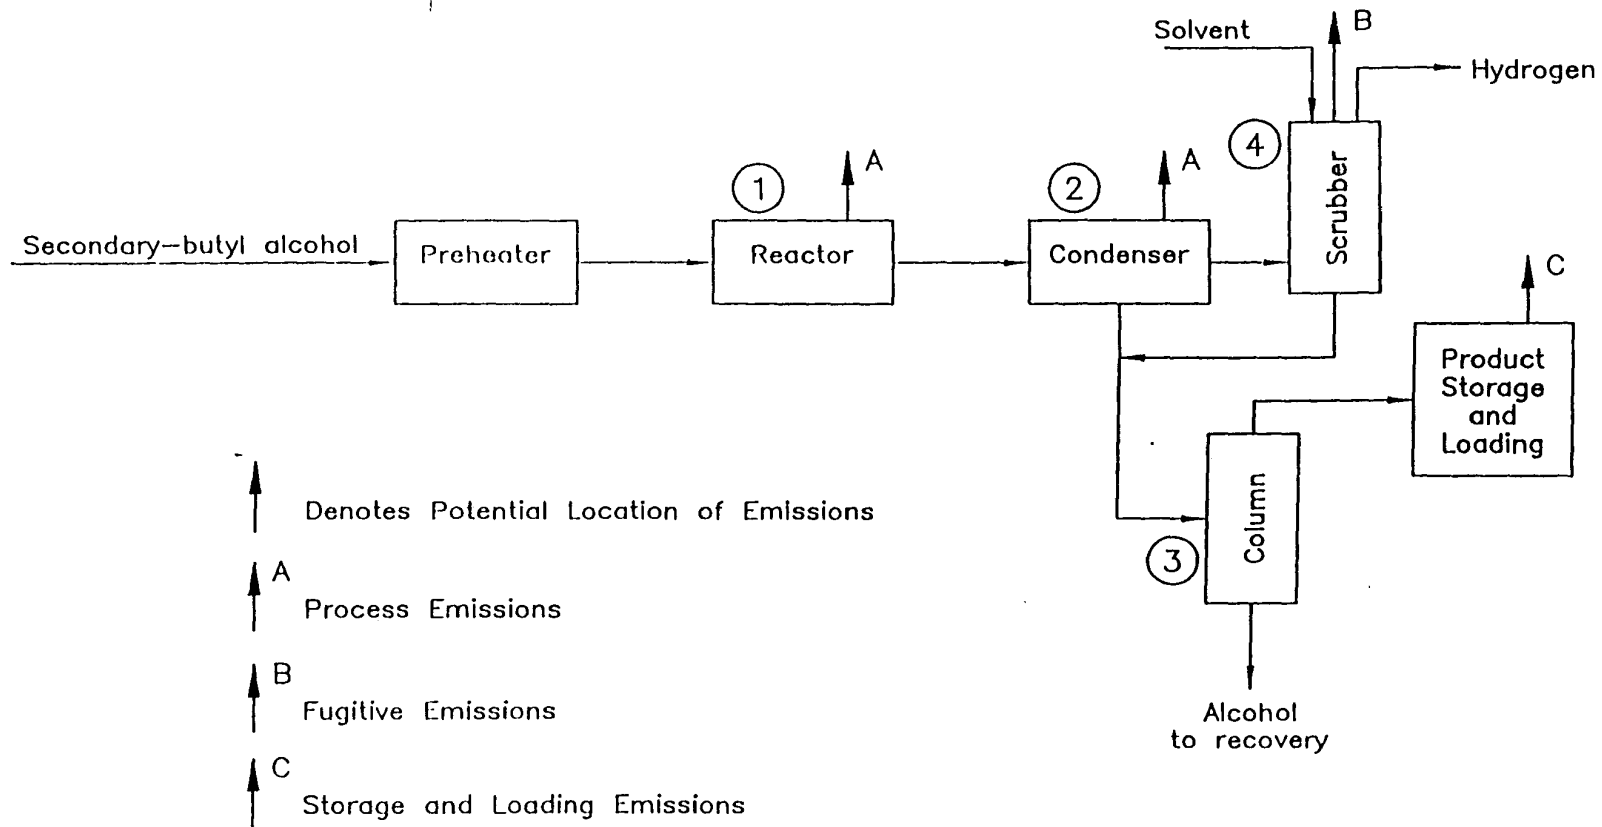 Solvent
B
Hydrogen
4
Scrubber
1
A
2
A
Secondary-butyl alcohol
Preheater
Reactor
Condenser
C
Product
Storage
and
Loading
Column
3
Denotes Potential Location of Emissions
A
Process Emissions
B
Fugitive Emissions
Alcohol
to recovery
C
Storage and Loading Emissions